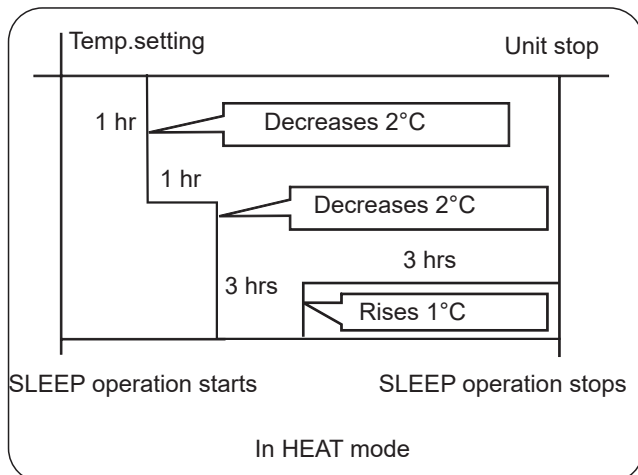 Temp.setting
Unit stop
1 hr
Decreases 2°C
1 hr
Decreases 2°C
3 hrs
3 hrs
Rises 1°C
SLEEP operation starts
SLEEP operation stops
In HEAT mode